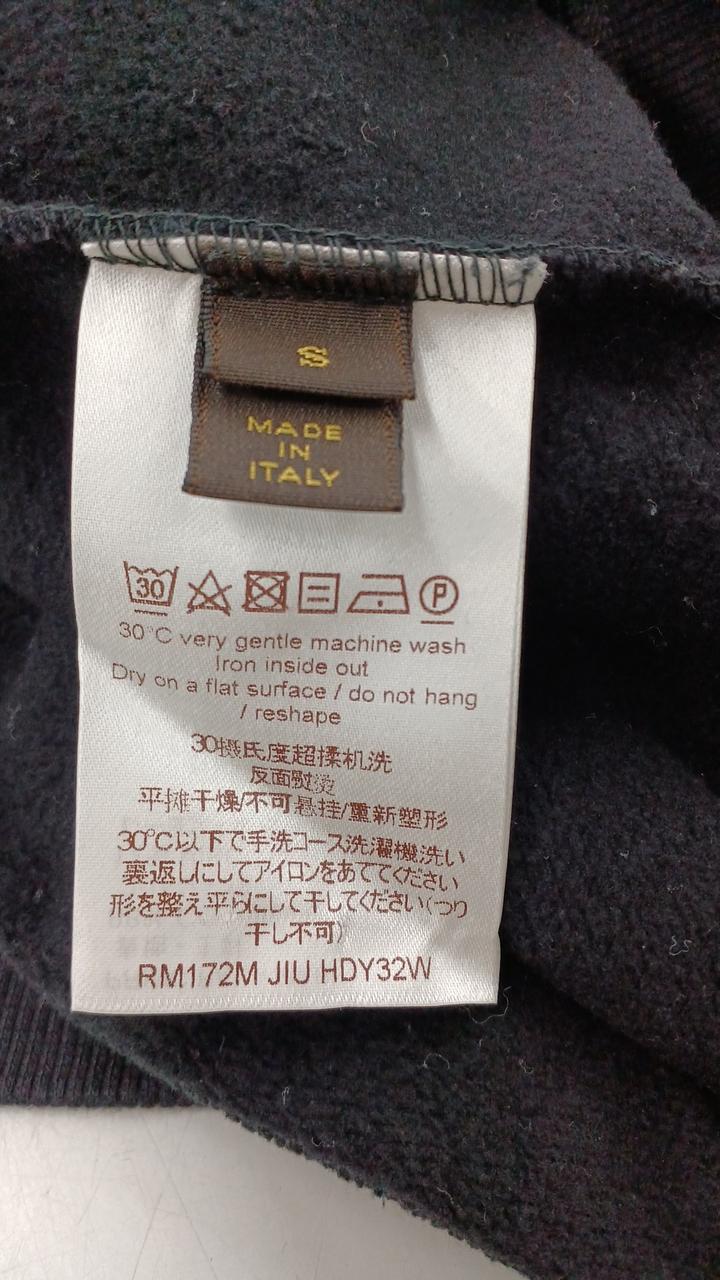 S
MADE
IN
ITALY
30
P
30°C very gentle machine wash
Iron inside out
Dry on a flat surface / do not hang
/ reshape
30摄氏度超揉机洗
反面熨烫
平摊干燥/不可悬挂/重新塑形
30°C以下で手洗コース洗濯機洗い
裏返しにしてアイロンをあててください
形を整え平らにして干してください(つり
干し不可)
RM172M JIU HDY32W